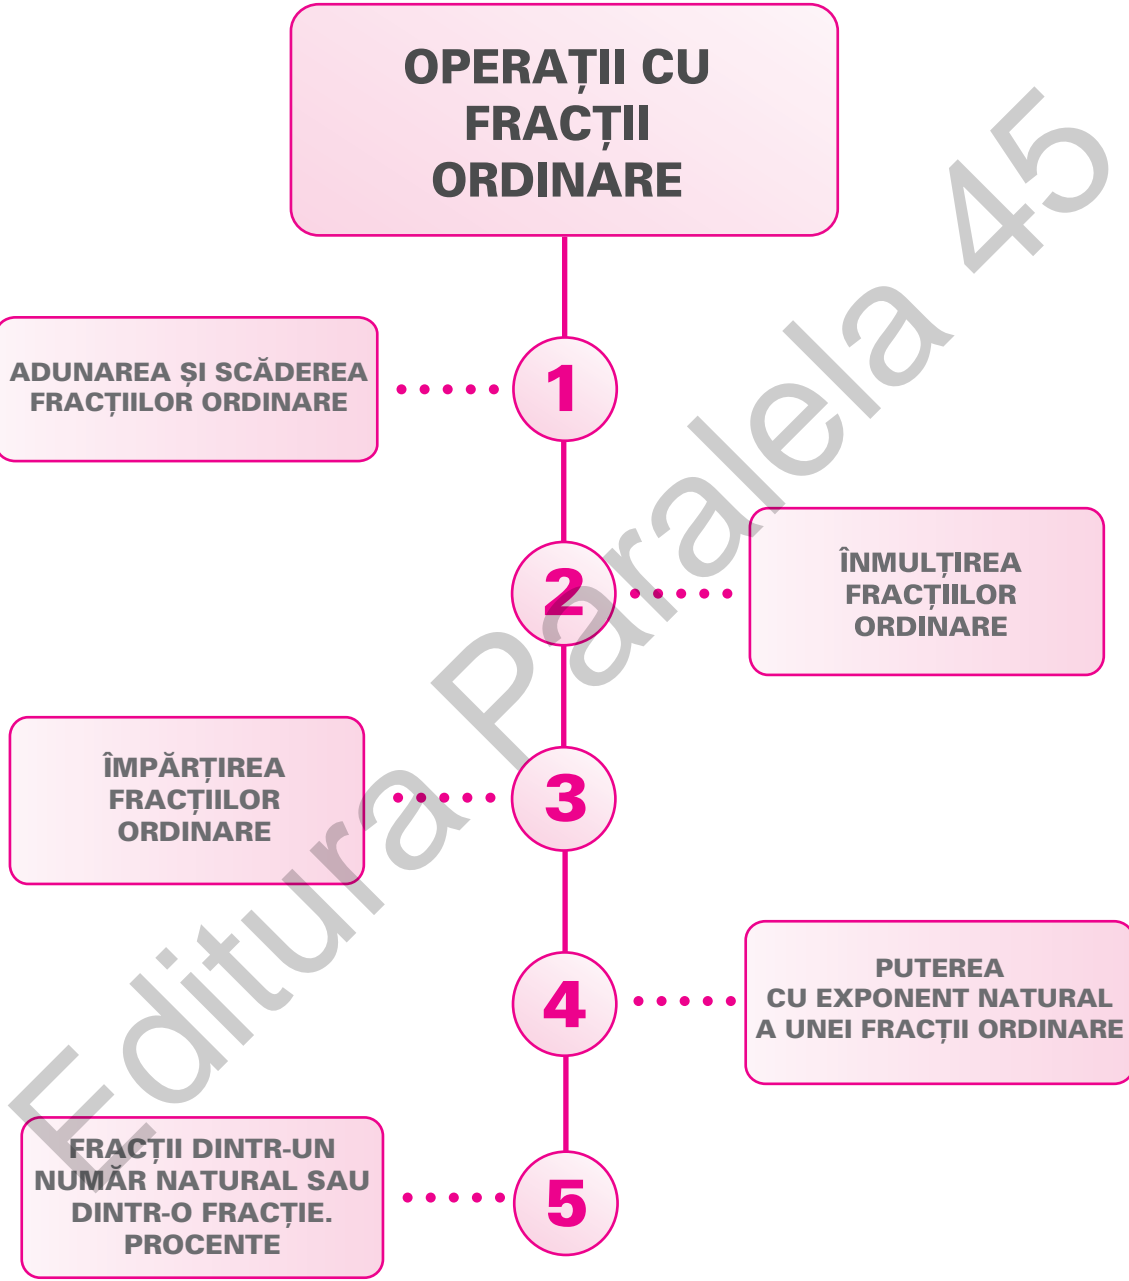 OPERAȚII CU
FRACȚII
ORDINARE
ADUNAREA ȘI SCĂDEREA
FRACȚIILOR ORDINARE
1
2
ÎNMULȚIREA
FRACȚIILOR
ORDINARE
ÎMPĂRȚIREA
FRACȚIILOR
ORDINARE
3
4
PUTEREA
CU EXPONENT NATURAL
A UNEI FRACȚII ORDINARE
FRACȚII DINTR-UN
NUMĂR NATURAL SAU
DINTR-O FRACȚIE.
PROCENTE
5
Editura Paralela 45